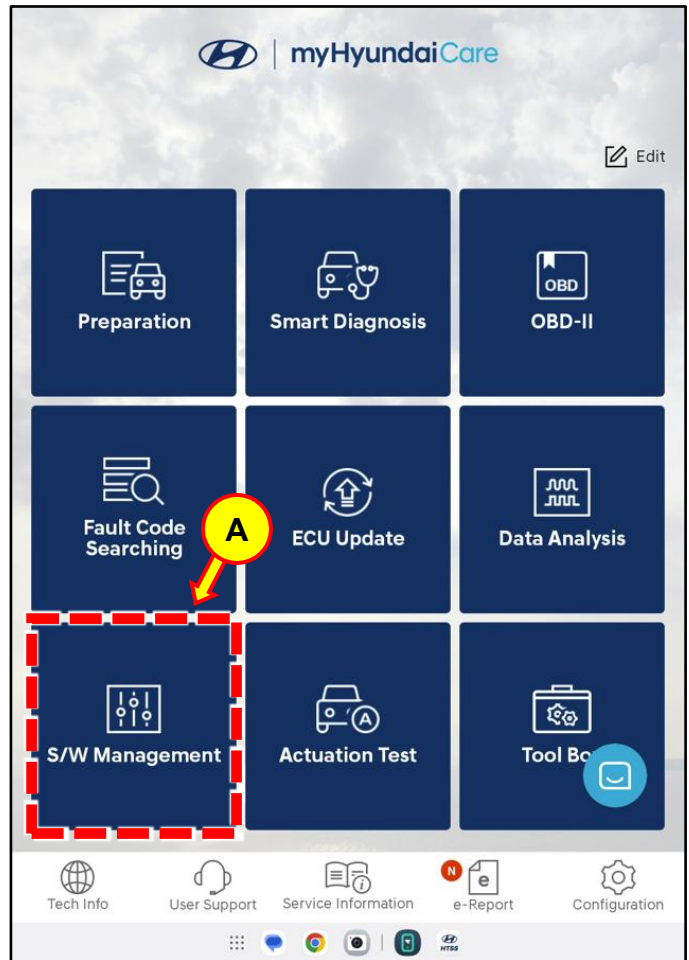 myHyundaiCare
Edit
Preparation
Smart Diagnosis
OBD
OBD-II
Fault Code
Searching
A
ECU Update
Data Analysis
S/W Management
A
Actuation Test
Tool
Tech Info
User Support
i
Service Information
N
e
e-Report
Configuration
HTSS